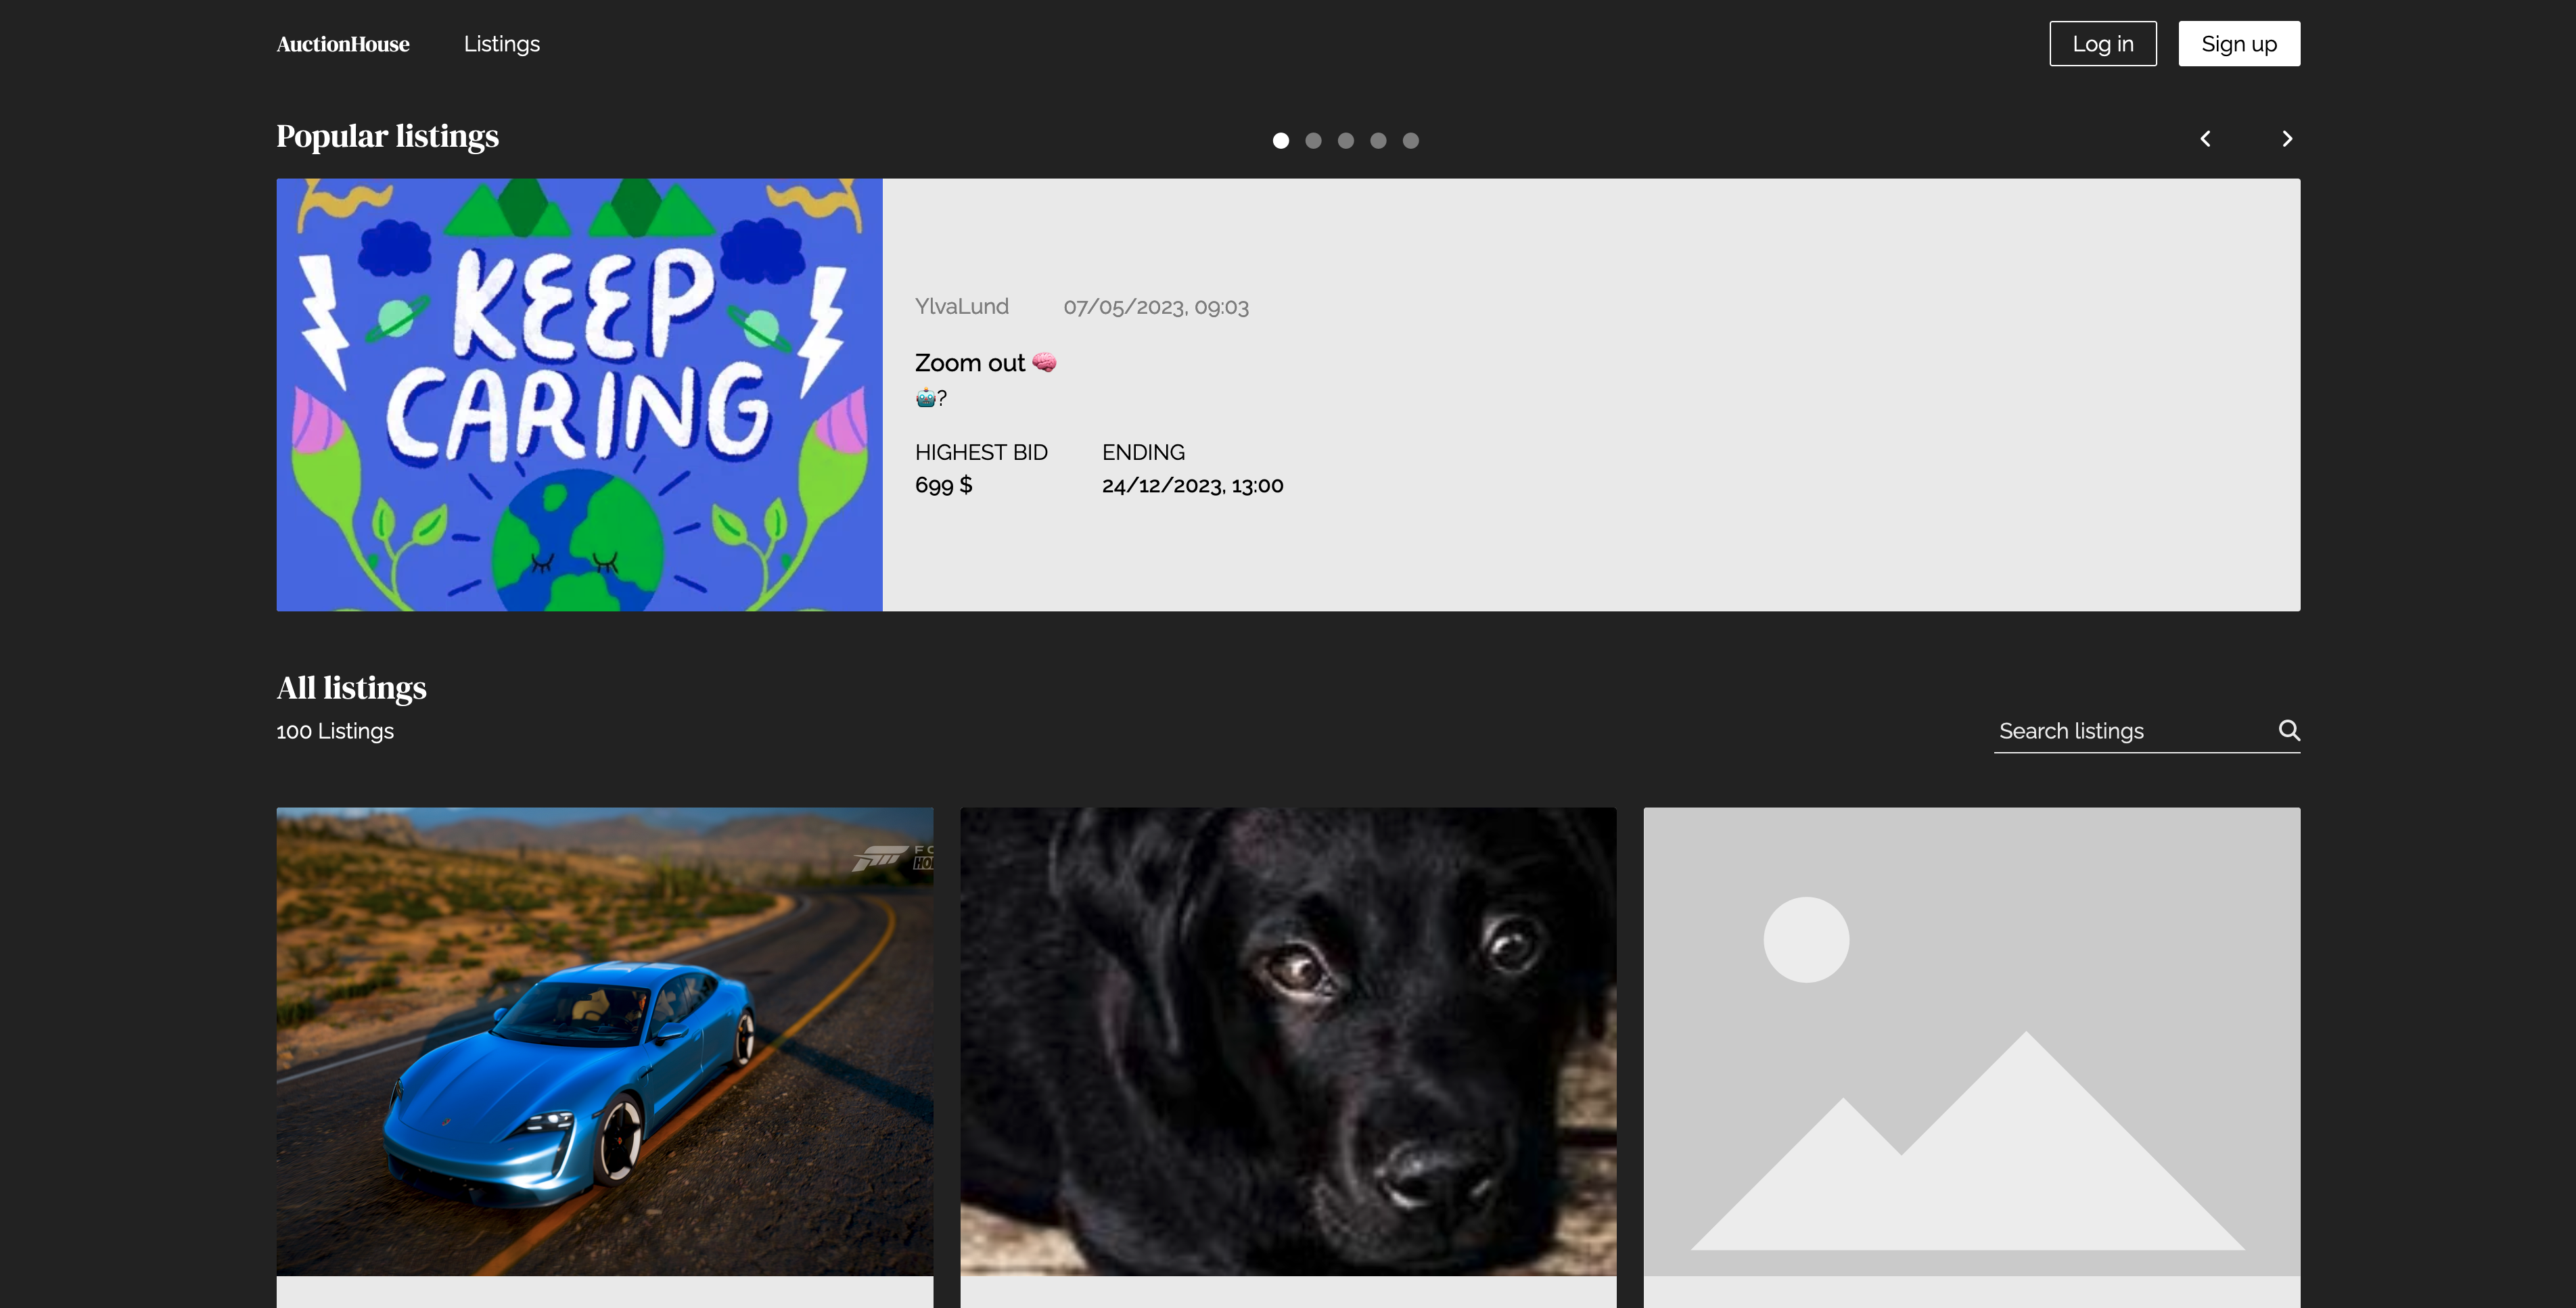 AuctionHouse
Listings
Log in
Sign up
Popular listings
KEEP
CARING
YlvaLund
07/05/2023, 09:03
Zoom out 🧠
🤖?
HIGHEST BID
ENDING
699 $
24/12/2023, 13:00
All listings
100 Listings
Search listings